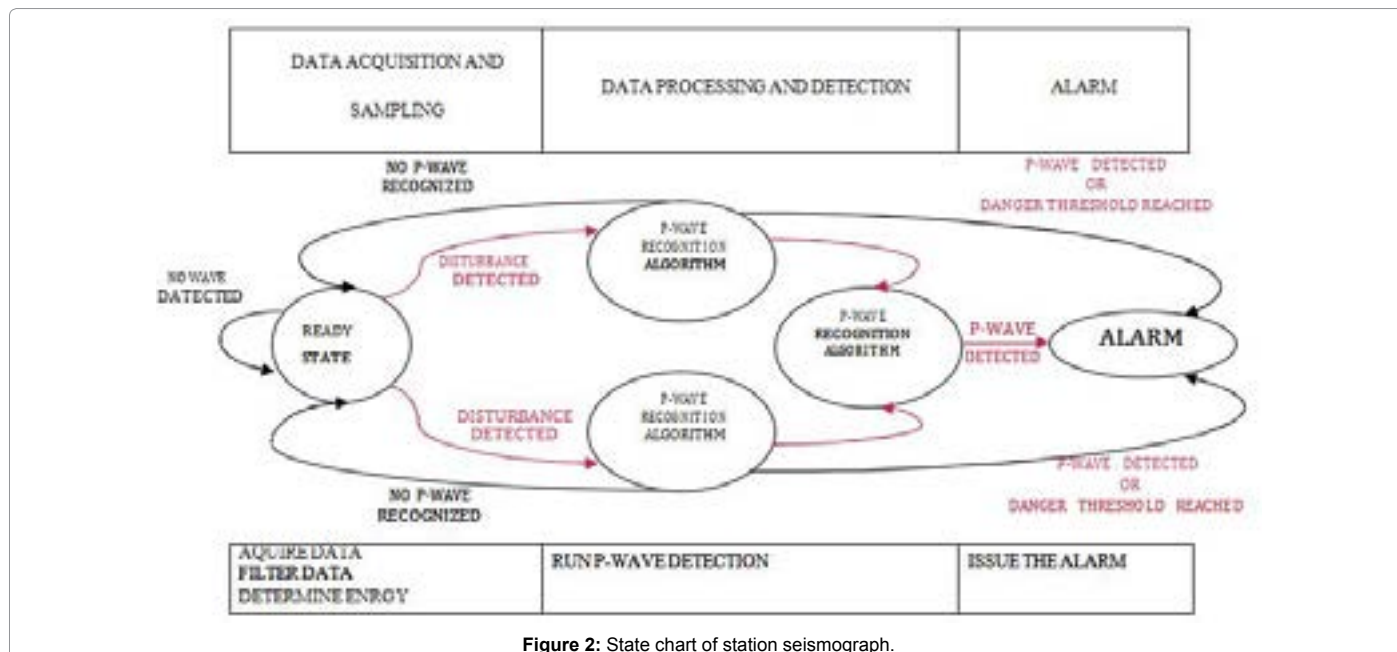 DATA ACQUISITION AND
SAMPLING
DATA PROCESSING AND DETECTION
ALARM
NO P-WAVE
RECOGNIZED
P-WAVE DETECTED
OR
DANGER THRESHOLD REACHED
P-WAVE
RECOGNITION
ALGORITHM
DISTURBANCE
DETECTED
NO WAVE
DATECTED
READY
STATE
P-WAVE
RECOGNITION
ALGORITHM
P-WAVE
DETECTED
ALARM
DISTURBANCE
DETECTED
P-WAVE
RECOGNITION
ALGORITHM
NO P-WAVE
RECOGNIZED
P-WAVE DETECTED
OR
DANGER THRESHOLD REACHED
AQUIRE DATA
FILTER DATA
DETERMINE ENRGY
RUN P-WAVE DETECTION
ISSUE THE ALARM
Figure 2: State chart of station seismograph.